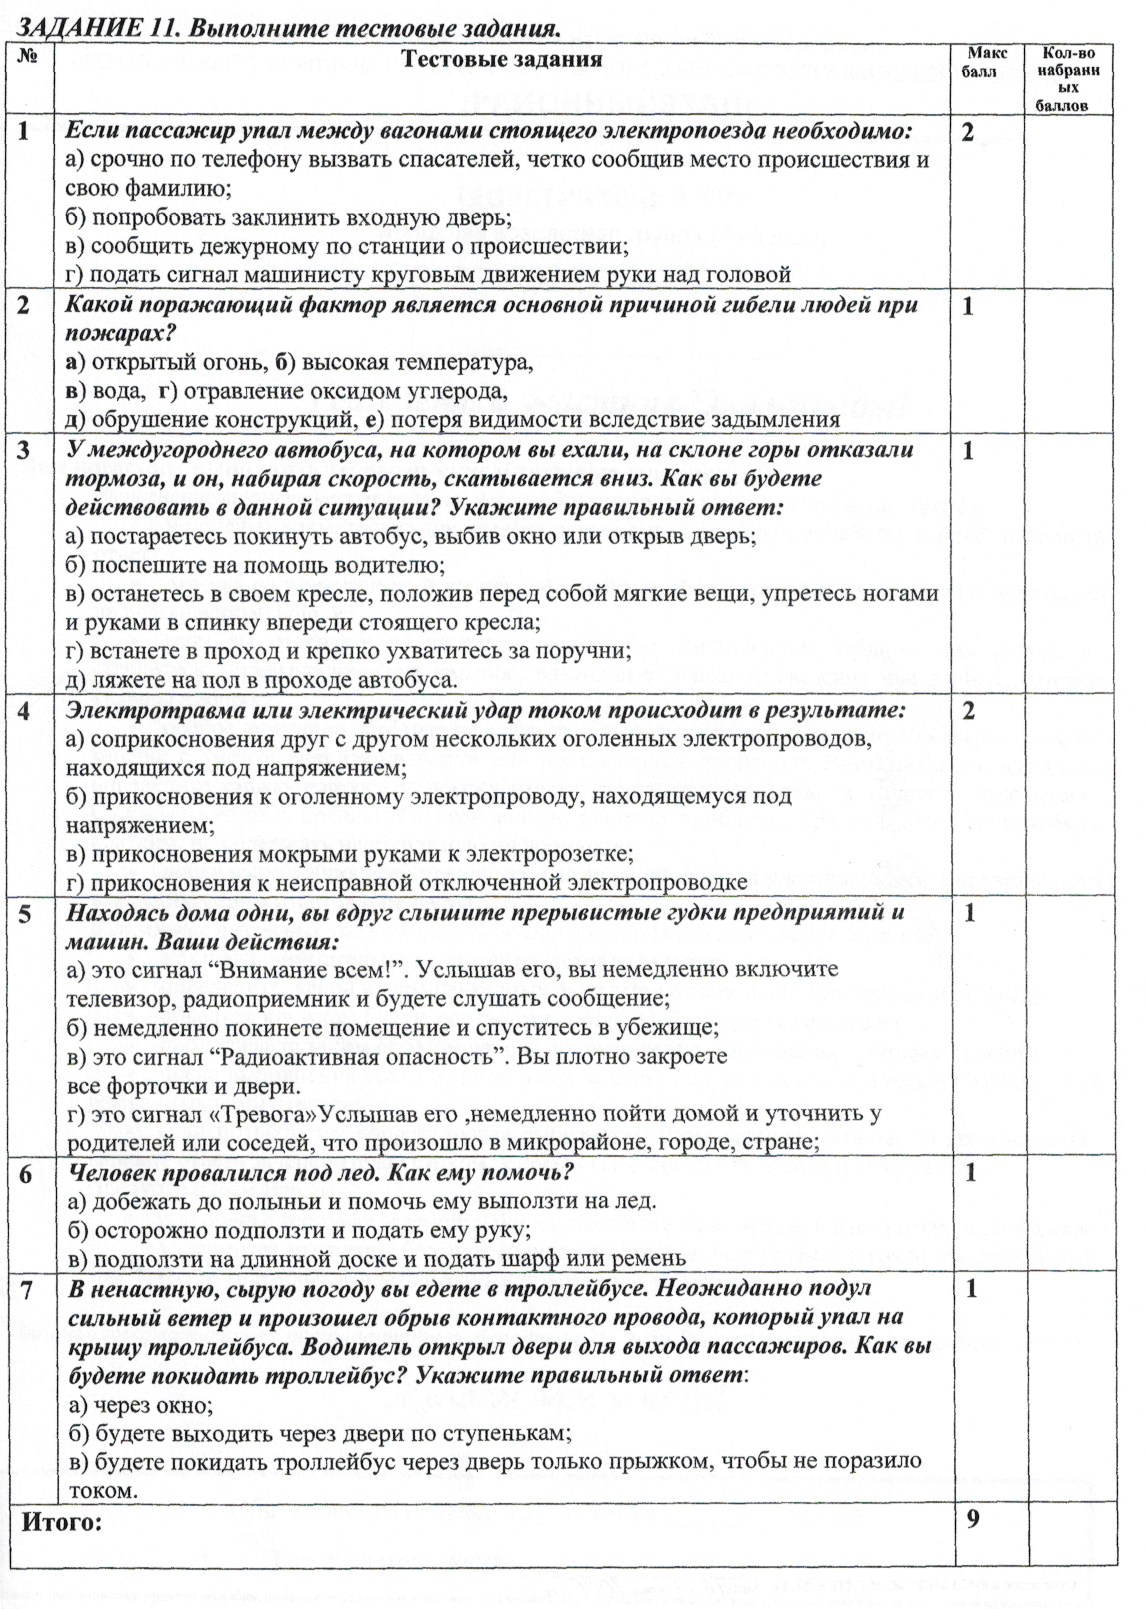 ЗАДАНИЕ 11. Выполните тестовые задания.
№
Тестовые задания
Макс
балл
Кол-во
набранн
ых
баллов
1
Если пассажир упал между вагонами стоящего электропоезда необходимо:
2
а) срочно по телефону вызвать спасателей, четко сообщив место происшествия и
свою фамилию;
б) попробовать заклинить входную дверь;
в) сообщить дежурному по станции о происшествии;
г) подать сигнал машинисту круговым движением руки над головой
2
Какой поражающий фактор является основной причиной гибели людей при
1
пожарах?
а) открытый огонь, б) высокая температура,
в) вода, г) отравление оксидом углерода,
д) обрушение конструкций, е) потеря видимости вследствие задымления
3
У междугороднего автобуса, на котором вы ехали, на склоне горы отказали
1
тормоза, и он, набирая скорость, скатывается вниз. Как вы будете
действовать в данной ситуации? Укажите правильный ответ:
а) постараетесь покинуть автобус, выбив окно или открыв дверь;
б) поспешите на помощь водителю;
в) останетесь в своем кресле, положив перед собой мягкие вещи, упретесь ногами
и руками в спинку впереди стоящего кресла;
г) встанете в проход и крепко ухватитесь за поручни;
д) ляжете на пол в проходе автобуса.
4
Электротравма или электрический удар током происходит в результате:
2
а) соприкосновения друг с другом нескольких оголенных электропроводов,
находящихся под напряжением;
б) прикосновения к оголенному электропроводу, находящемуся под
напряжением;
в) прикосновения мокрыми руками к электророзетке;
г) прикосновения к неисправной отключенной электропроводке
5
Находясь дома одни, вы вдруг слышите прерывистые гудки предприятий и
1
машин. Ваши действия:
а) это сигнал “Внимание всем!”. Услышав его, вы немедленно включите
телевизор, радиоприемник и будете слушать сообщение;
б) немедленно покинете помещение и спуститесь в убежище;
в) это сигнал “Радиоактивная опасность”. Вы плотно закроете
все форточки и двери.
г) это сигнал «Тревога»Услышав его ,немедленно пойти домой и уточнить у
родителей или соседей, что произошло в микрорайоне, городе, стране;
6
Человек провалился под лед. Как ему помочь?
1
а) добежать до полыньи и помочь ему выползти на лед.
б) осторожно подползти и подать ему руку;
в) подползти на длинной доске и подать шарф или ремень
7
В ненастную, сырую погоду вы едете в троллейбусе. Неожиданно подул
1
сильный ветер и произошел обрыв контактного провода, который упал на
крышу троллейбуса. Водитель открыл двери для выхода пассажиров. Как вы
будете покидать троллейбус? Укажите правильный ответ:
а) через окно;
б) будете выходить через двери по ступенькам;
в) будете покидать троллейбус через дверь только прыжком, чтобы не поразило
током.
Итого:
9